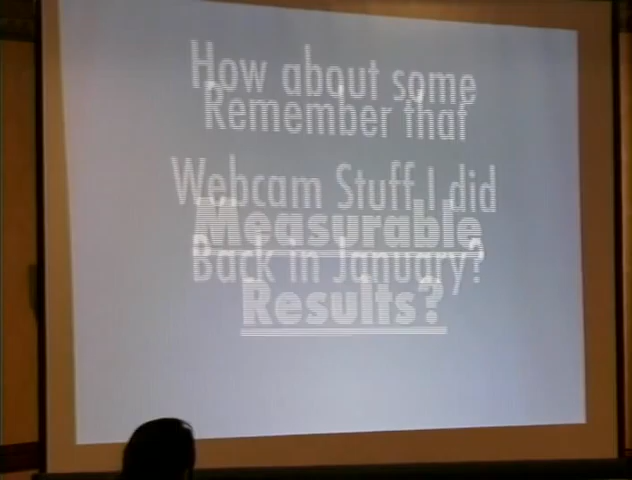 How about some
Remember that
Webcam Stuff I did
Measurable
Back in January?
Results?